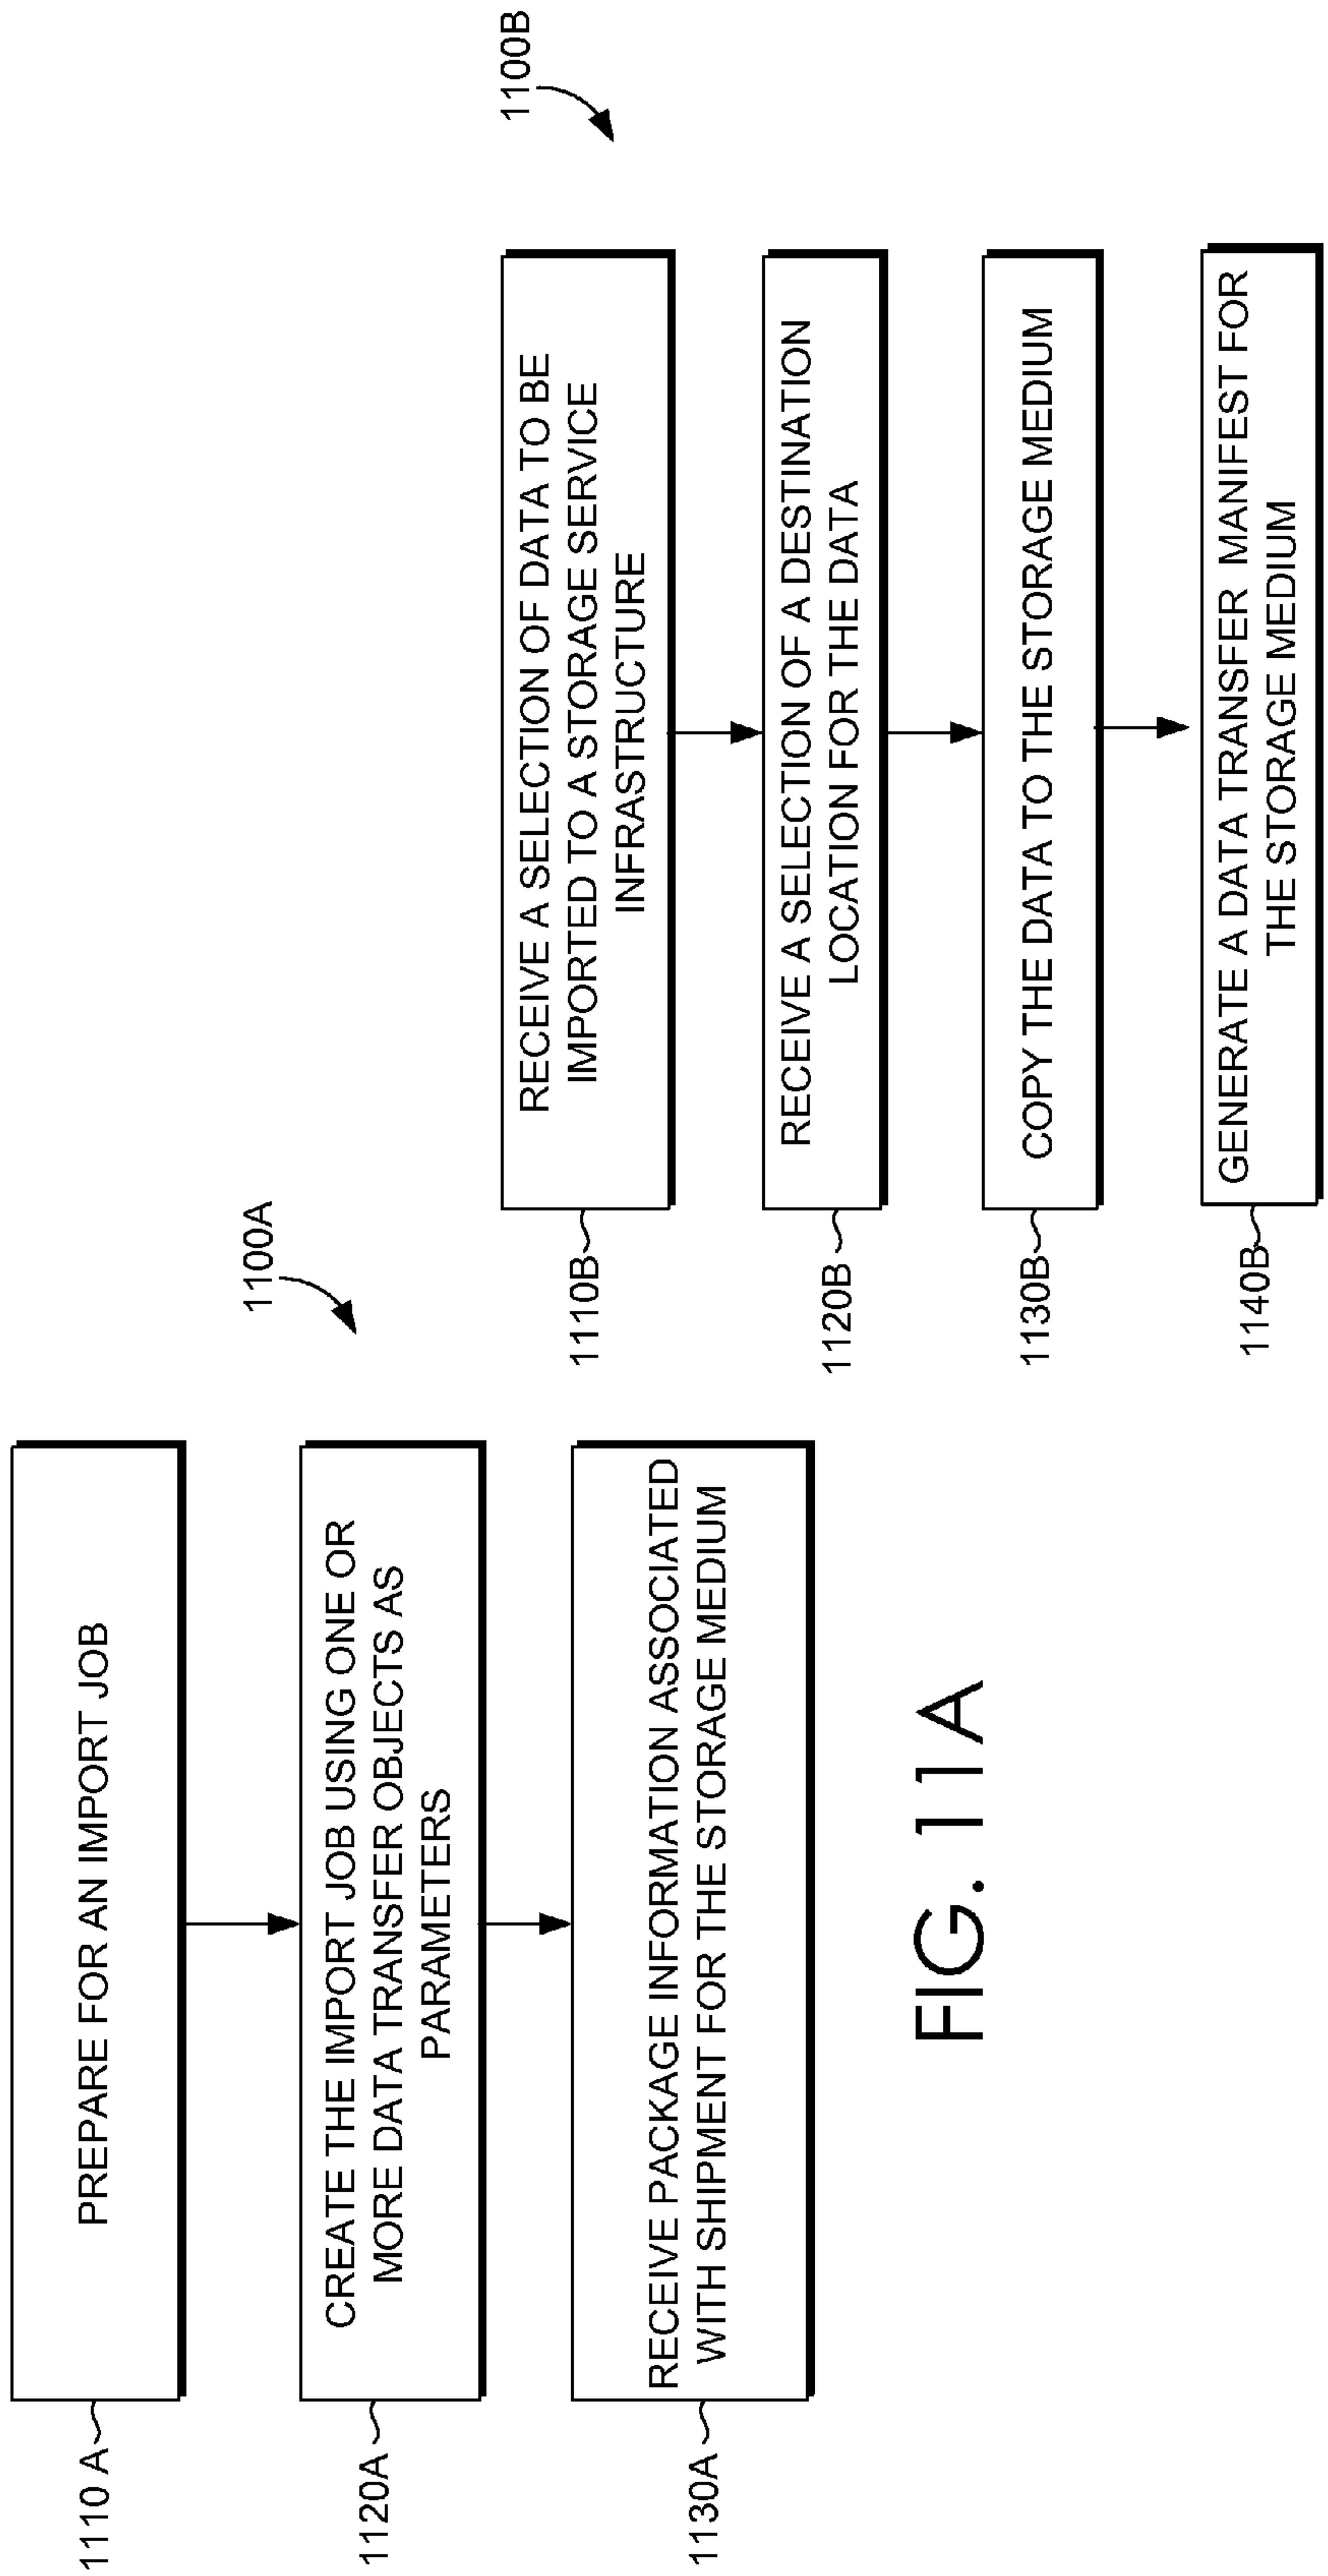 1100A
1110 A
PREPARE FOR AN IMPORT JOB
1120A
CREATE THE IMPORT JOB USING ONE OR
MORE DATA TRANSFER OBJECTS AS
PARAMETERS
1130A
RECEIVE PACKAGE INFORMATION ASSOCIATED
WITH SHIPMENT FOR THE STORAGE MEDIUM
FIG. 11A
1100B
1110B
RECEIVE A SELECTION OF DATA TO BE
IMPORTED TO A STORAGE SERVICE
INFRASTRUCTURE
1120B
RECEIVE A SELECTION OF A DESTINATION
LOCATION FOR THE DATA
1130B
COPY THE DATA TO THE STORAGE MEDIUM
1140B
GENERATE A DATA TRANSFER MANIFEST FOR
THE STORAGE MEDIUM